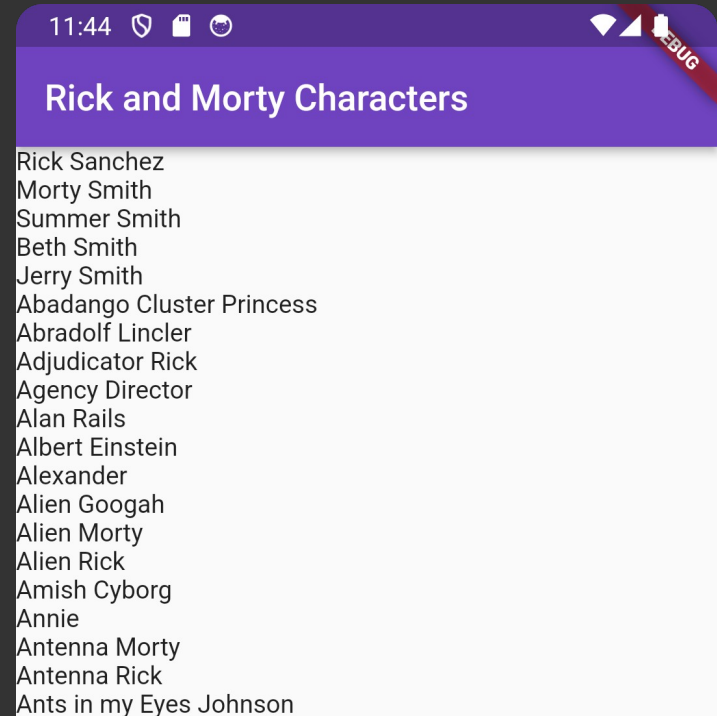 11:44
DEBUG
Rick and Morty Characters
Rick Sanchez
Morty Smith
Summer Smith
Beth Smith
Jerry Smith
Abadango Cluster Princess
Abradolf Lincler
Adjudicator Rick
Agency Director
Alan Rails
Albert Einstein
Alexander
Alien Googah
Alien Morty
Alien Rick
Amish Cyborg
Annie
Antenna Morty
Antenna Rick
Ants in my Eyes Johnson